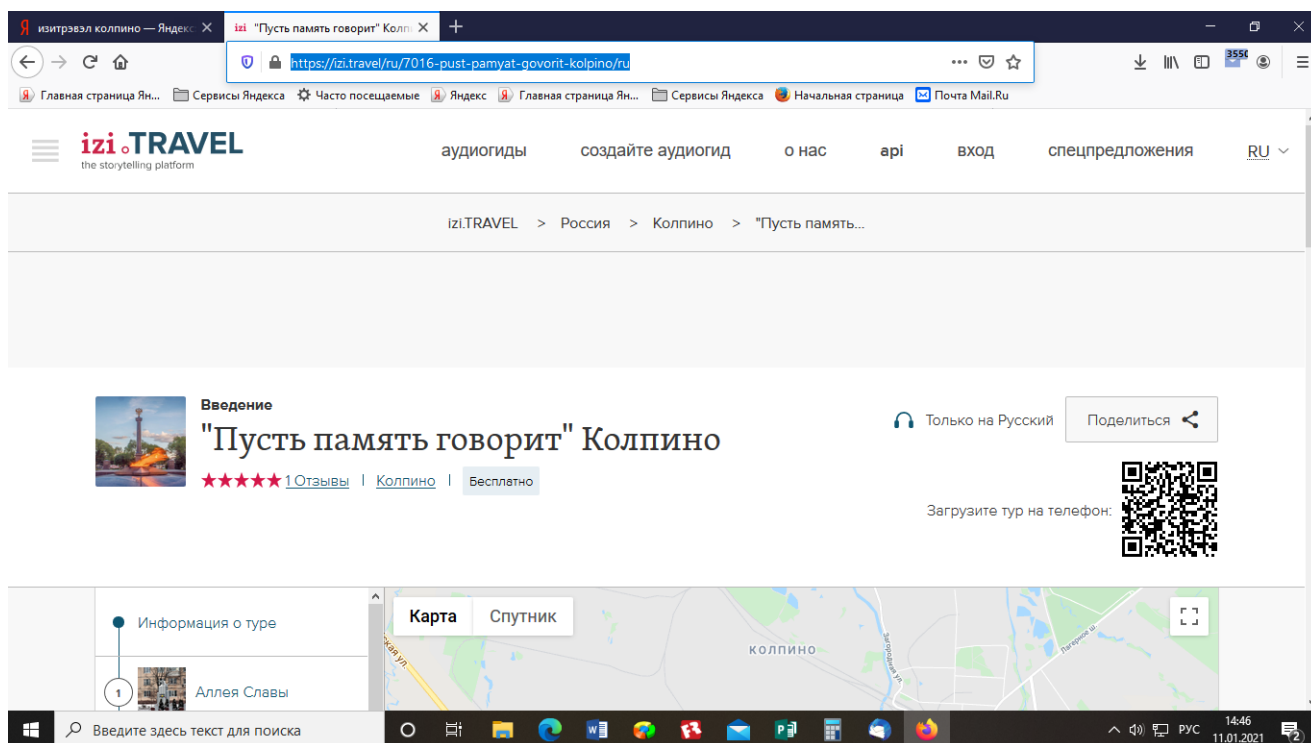 изитрэвэл колпино — Яндекс
izi "Пусть память говорит" Колпи
https://izi.travel/ru/7016-pust-pamyat-govorit-kolpino/ru
Главная страница Ян... Сервисы Яндекса Часто посещаемые Яндекс Главная страница Ян... Сервисы Яндекса Начальная страница Почта Mail.Ru
izi.TRAVEL
the storytelling platform
аудиогиды создайте аудиогид о нас api вход спецпредложения RU
izi.TRAVEL > Россия > Колпино > "Пусть память...
Введение
"Пусть память говорит" Колпино
1 Отзывы | Колпино | Бесплатно
Только на Русский Поделиться
Загрузите тур на телефон:
Информация о туре
1 Аллея Славы
Карта Спутник
КОЛПИНО
Загородная ул.
Лагерное ш.
Введите здесь текст для поиска
РУС 14:46
11.01.2021